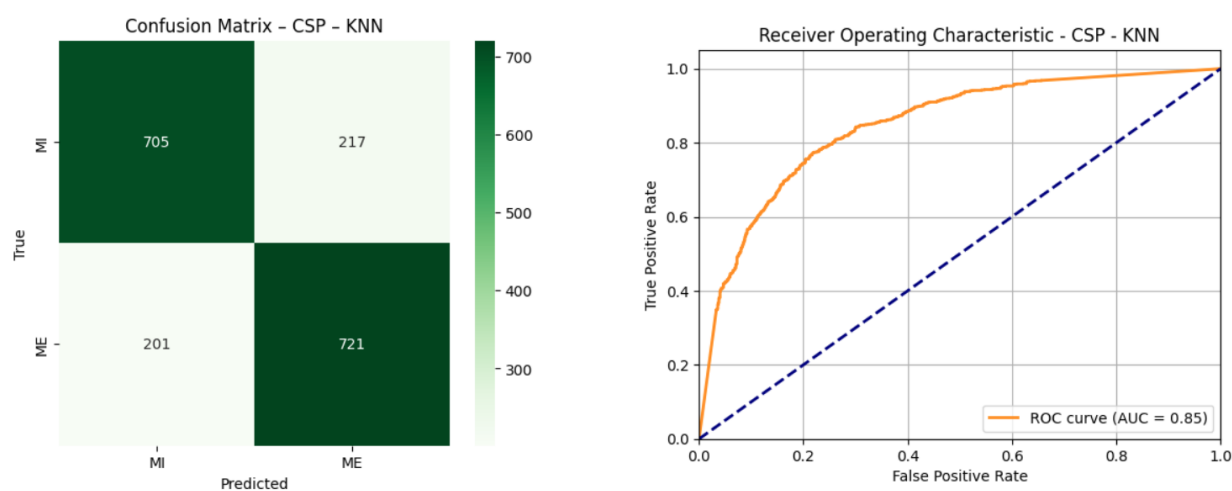 Confusion Matrix – CSP – KNN
MI
ME
True
705
217
201
721
MI
ME
Predicted
700
600
500
400
300
Receiver Operating Characteristic - CSP - KNN
True Positive Rate
1.0
0.8
0.6
0.4
0.2
0.0
0.0
0.2
0.4
0.6
0.8
1.0
False Positive Rate
ROC curve (AUC = 0.85)